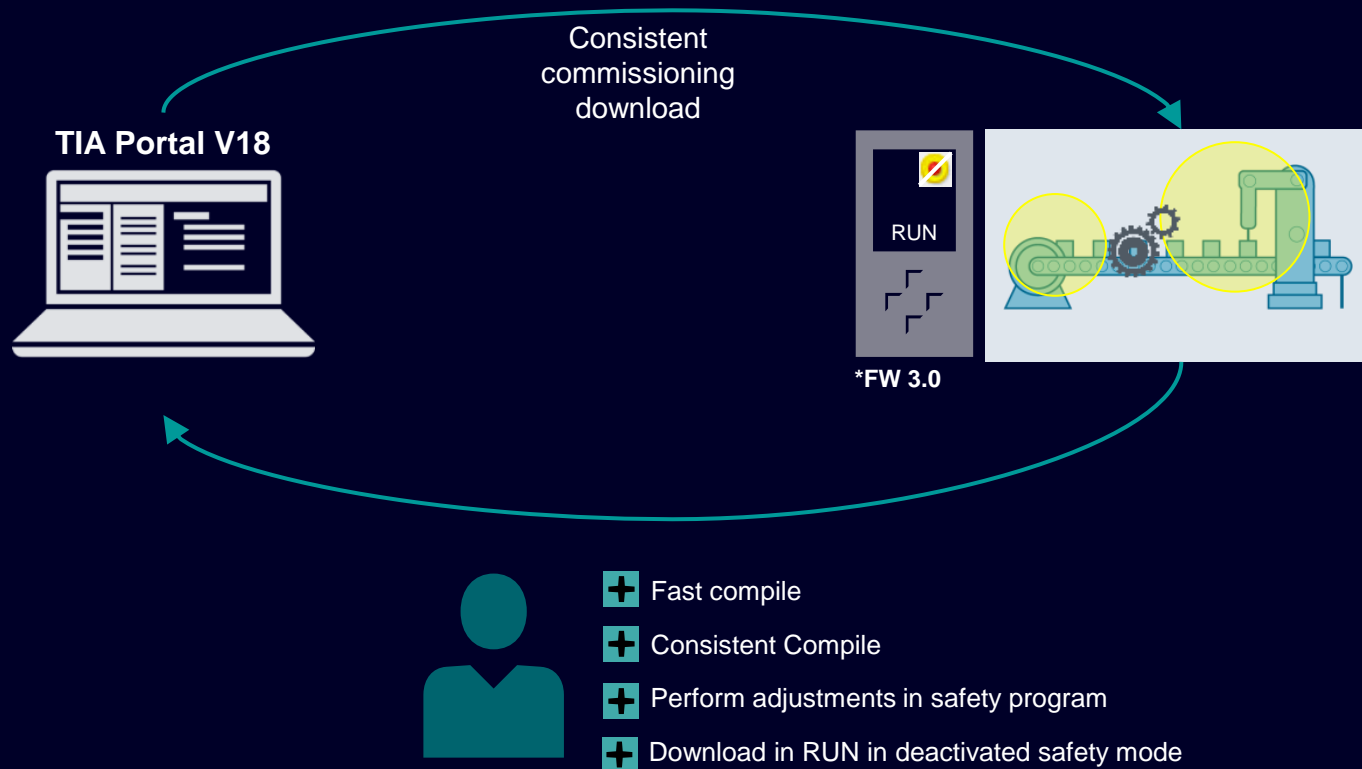 Consistent
commissioning
download
TIA Portal V18
RUN
*FW 3.0
Fast compile
Consistent Compile
Perform adjustments in safety program
Download in RUN in deactivated safety mode